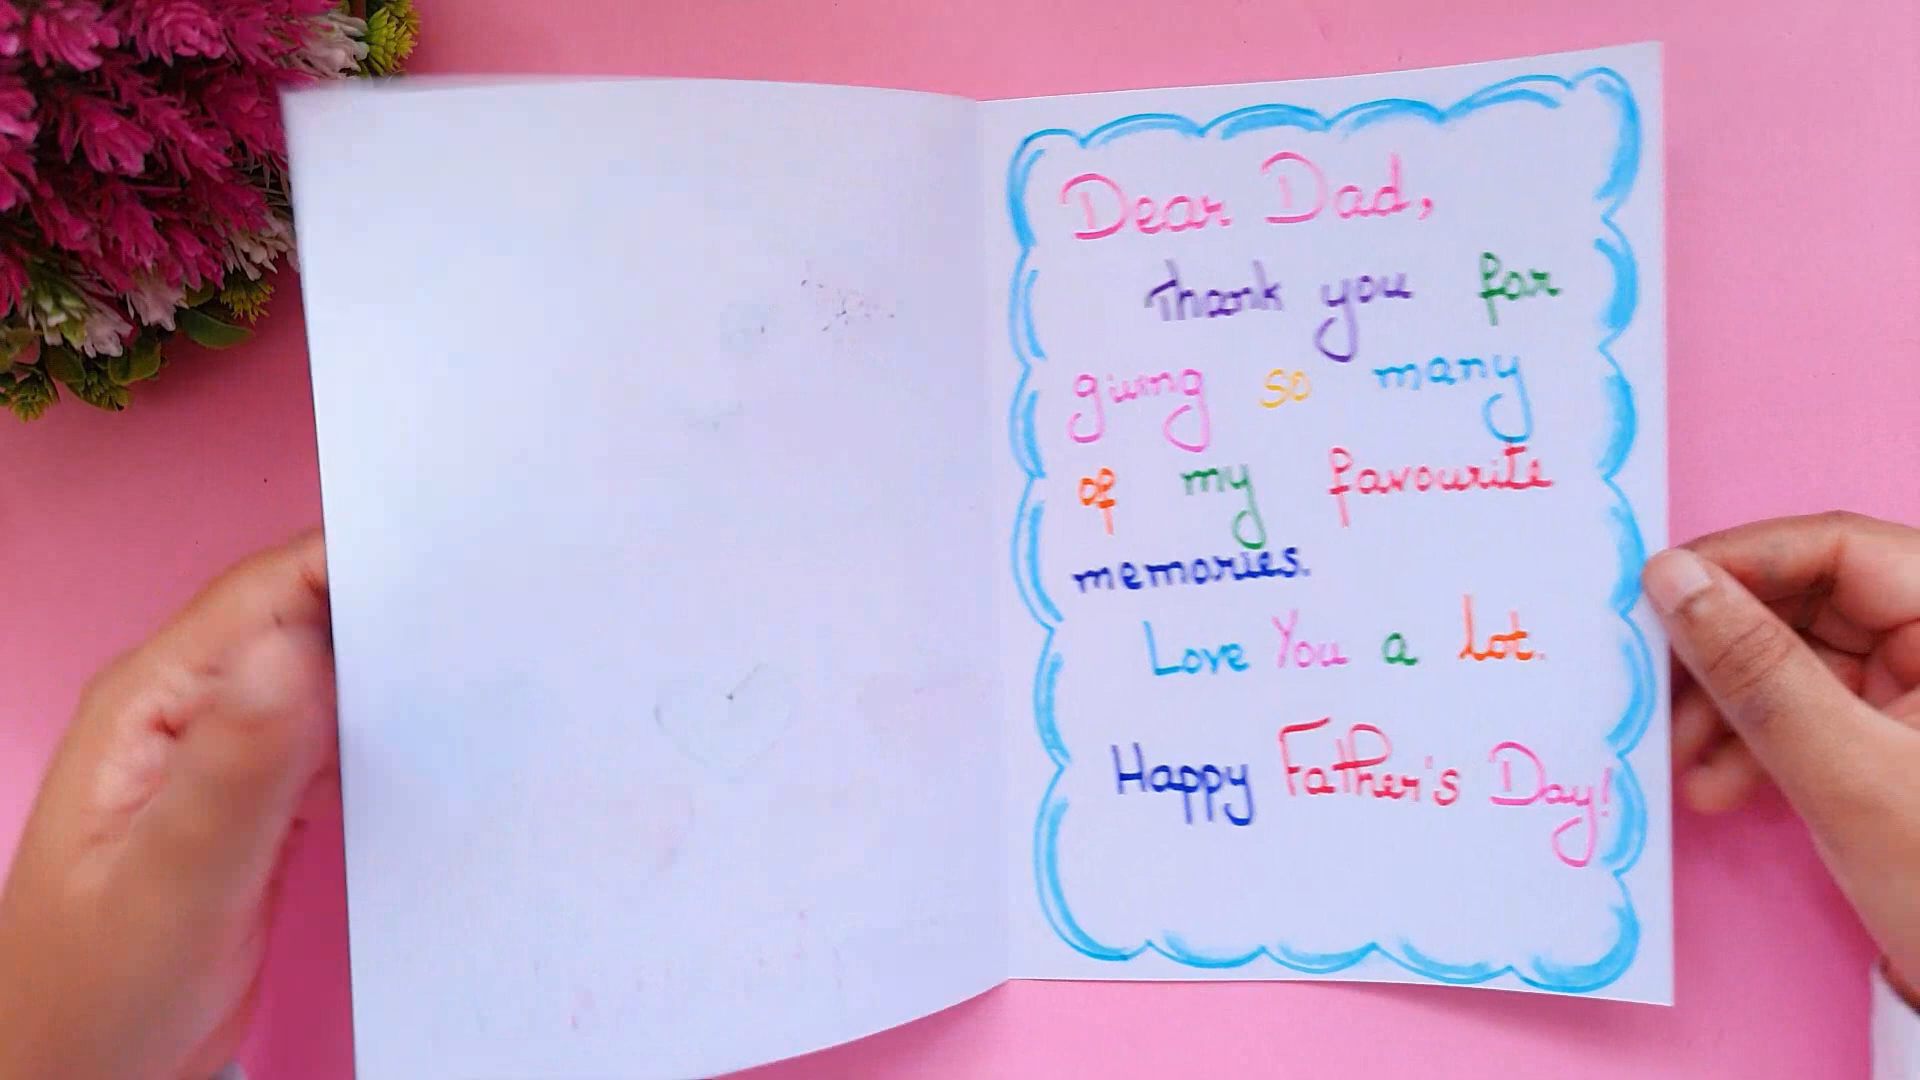 Dear Dad,
Thank you for
giving so many
of my favourite
memories.
Love You a lot.
Happy Father's Day!